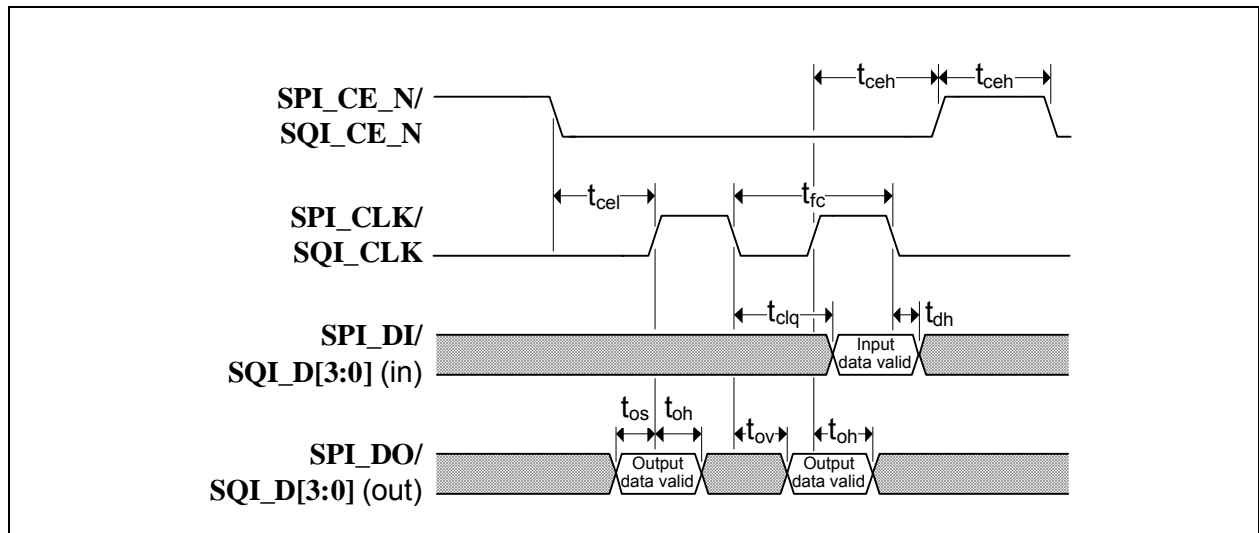 t_ceh t_ceh
SPI_CE_N/
SQI_CE_N
t_cel t_fc
SPI_CLK/
SQI_CLK
t_clq t_dh
SPI_DI/
SQI_D[3:0] (in)
Input
data valid
t_os t_oh t_ov t_oh
SPI_DO/
SQI_D[3:0] (out)
Output
data valid
Output
data valid